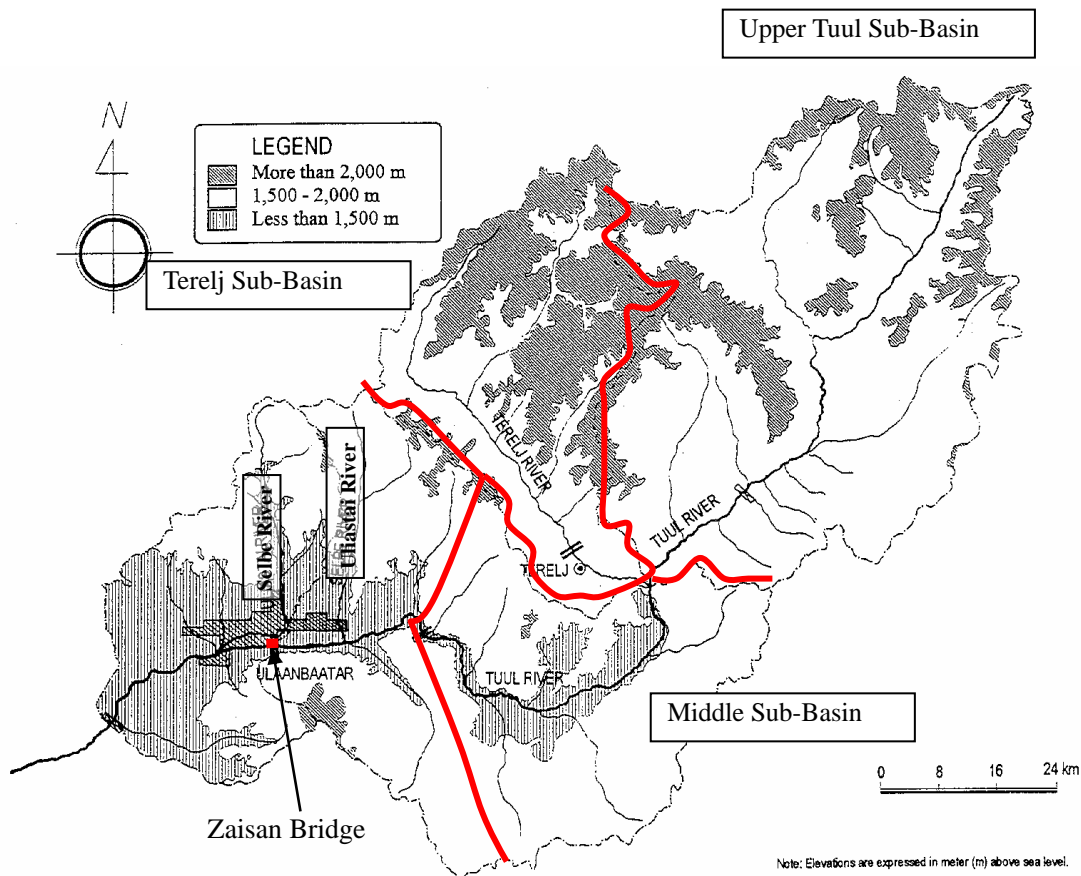 Upper Tuul Sub-Basin
N
LEGEND
More than 2,000 m
1,500 - 2,000 m
Less than 1,500 m
Terelj Sub-Basin
TERELJ RIVER
Selbe River
Uliastai River
TUUL RIVER
TERELJ
ULAANBAATAR
TUUL RIVER
Middle Sub-Basin
0 8 16 24 km
Zaisan Bridge
Note: Elevations are expressed in meter (m) above sea level.